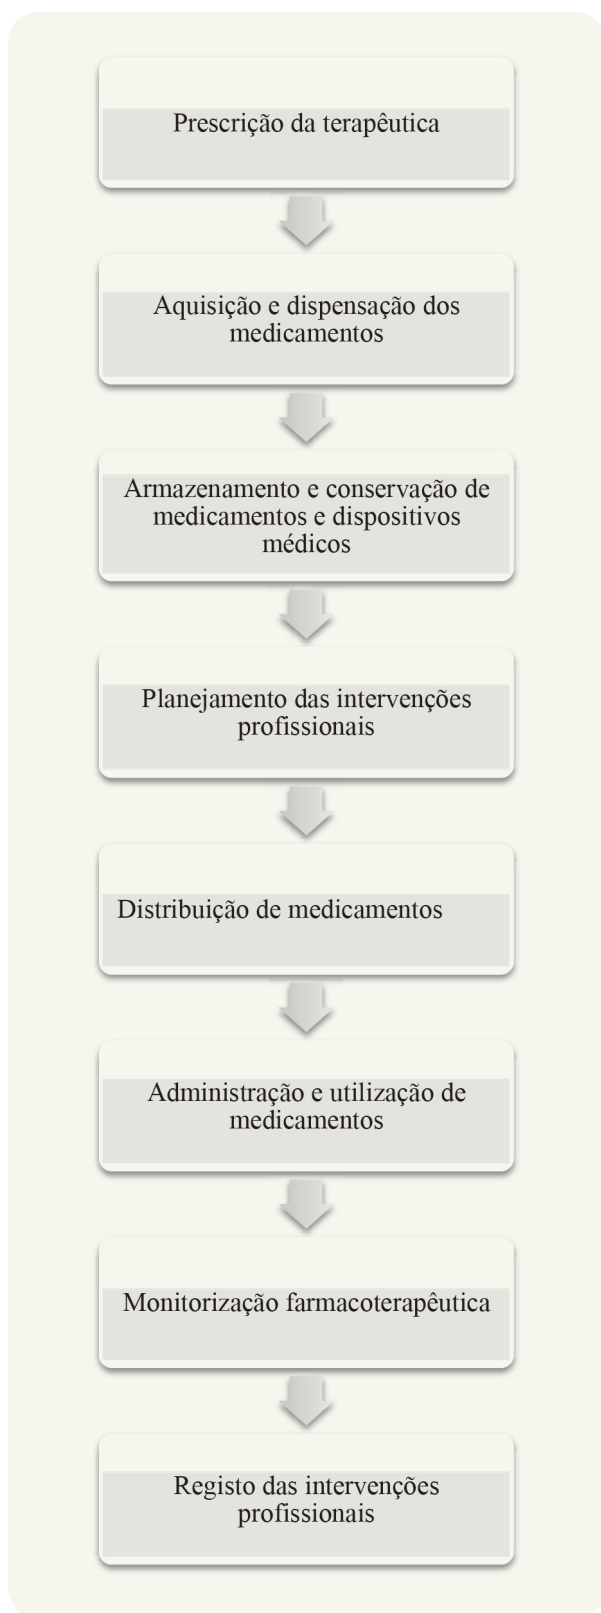 Prescrição da terapêutica
Aquisição e dispensação dos
medicamentos
Armazenamento e conservação de
medicamentos e dispositivos
médicos
Planejamento das intervenções
profissionais
Distribuição de medicamentos
Administração e utilização de
medicamentos
Monitorização farmacoterapêutica
Registo das intervenções
profissionais